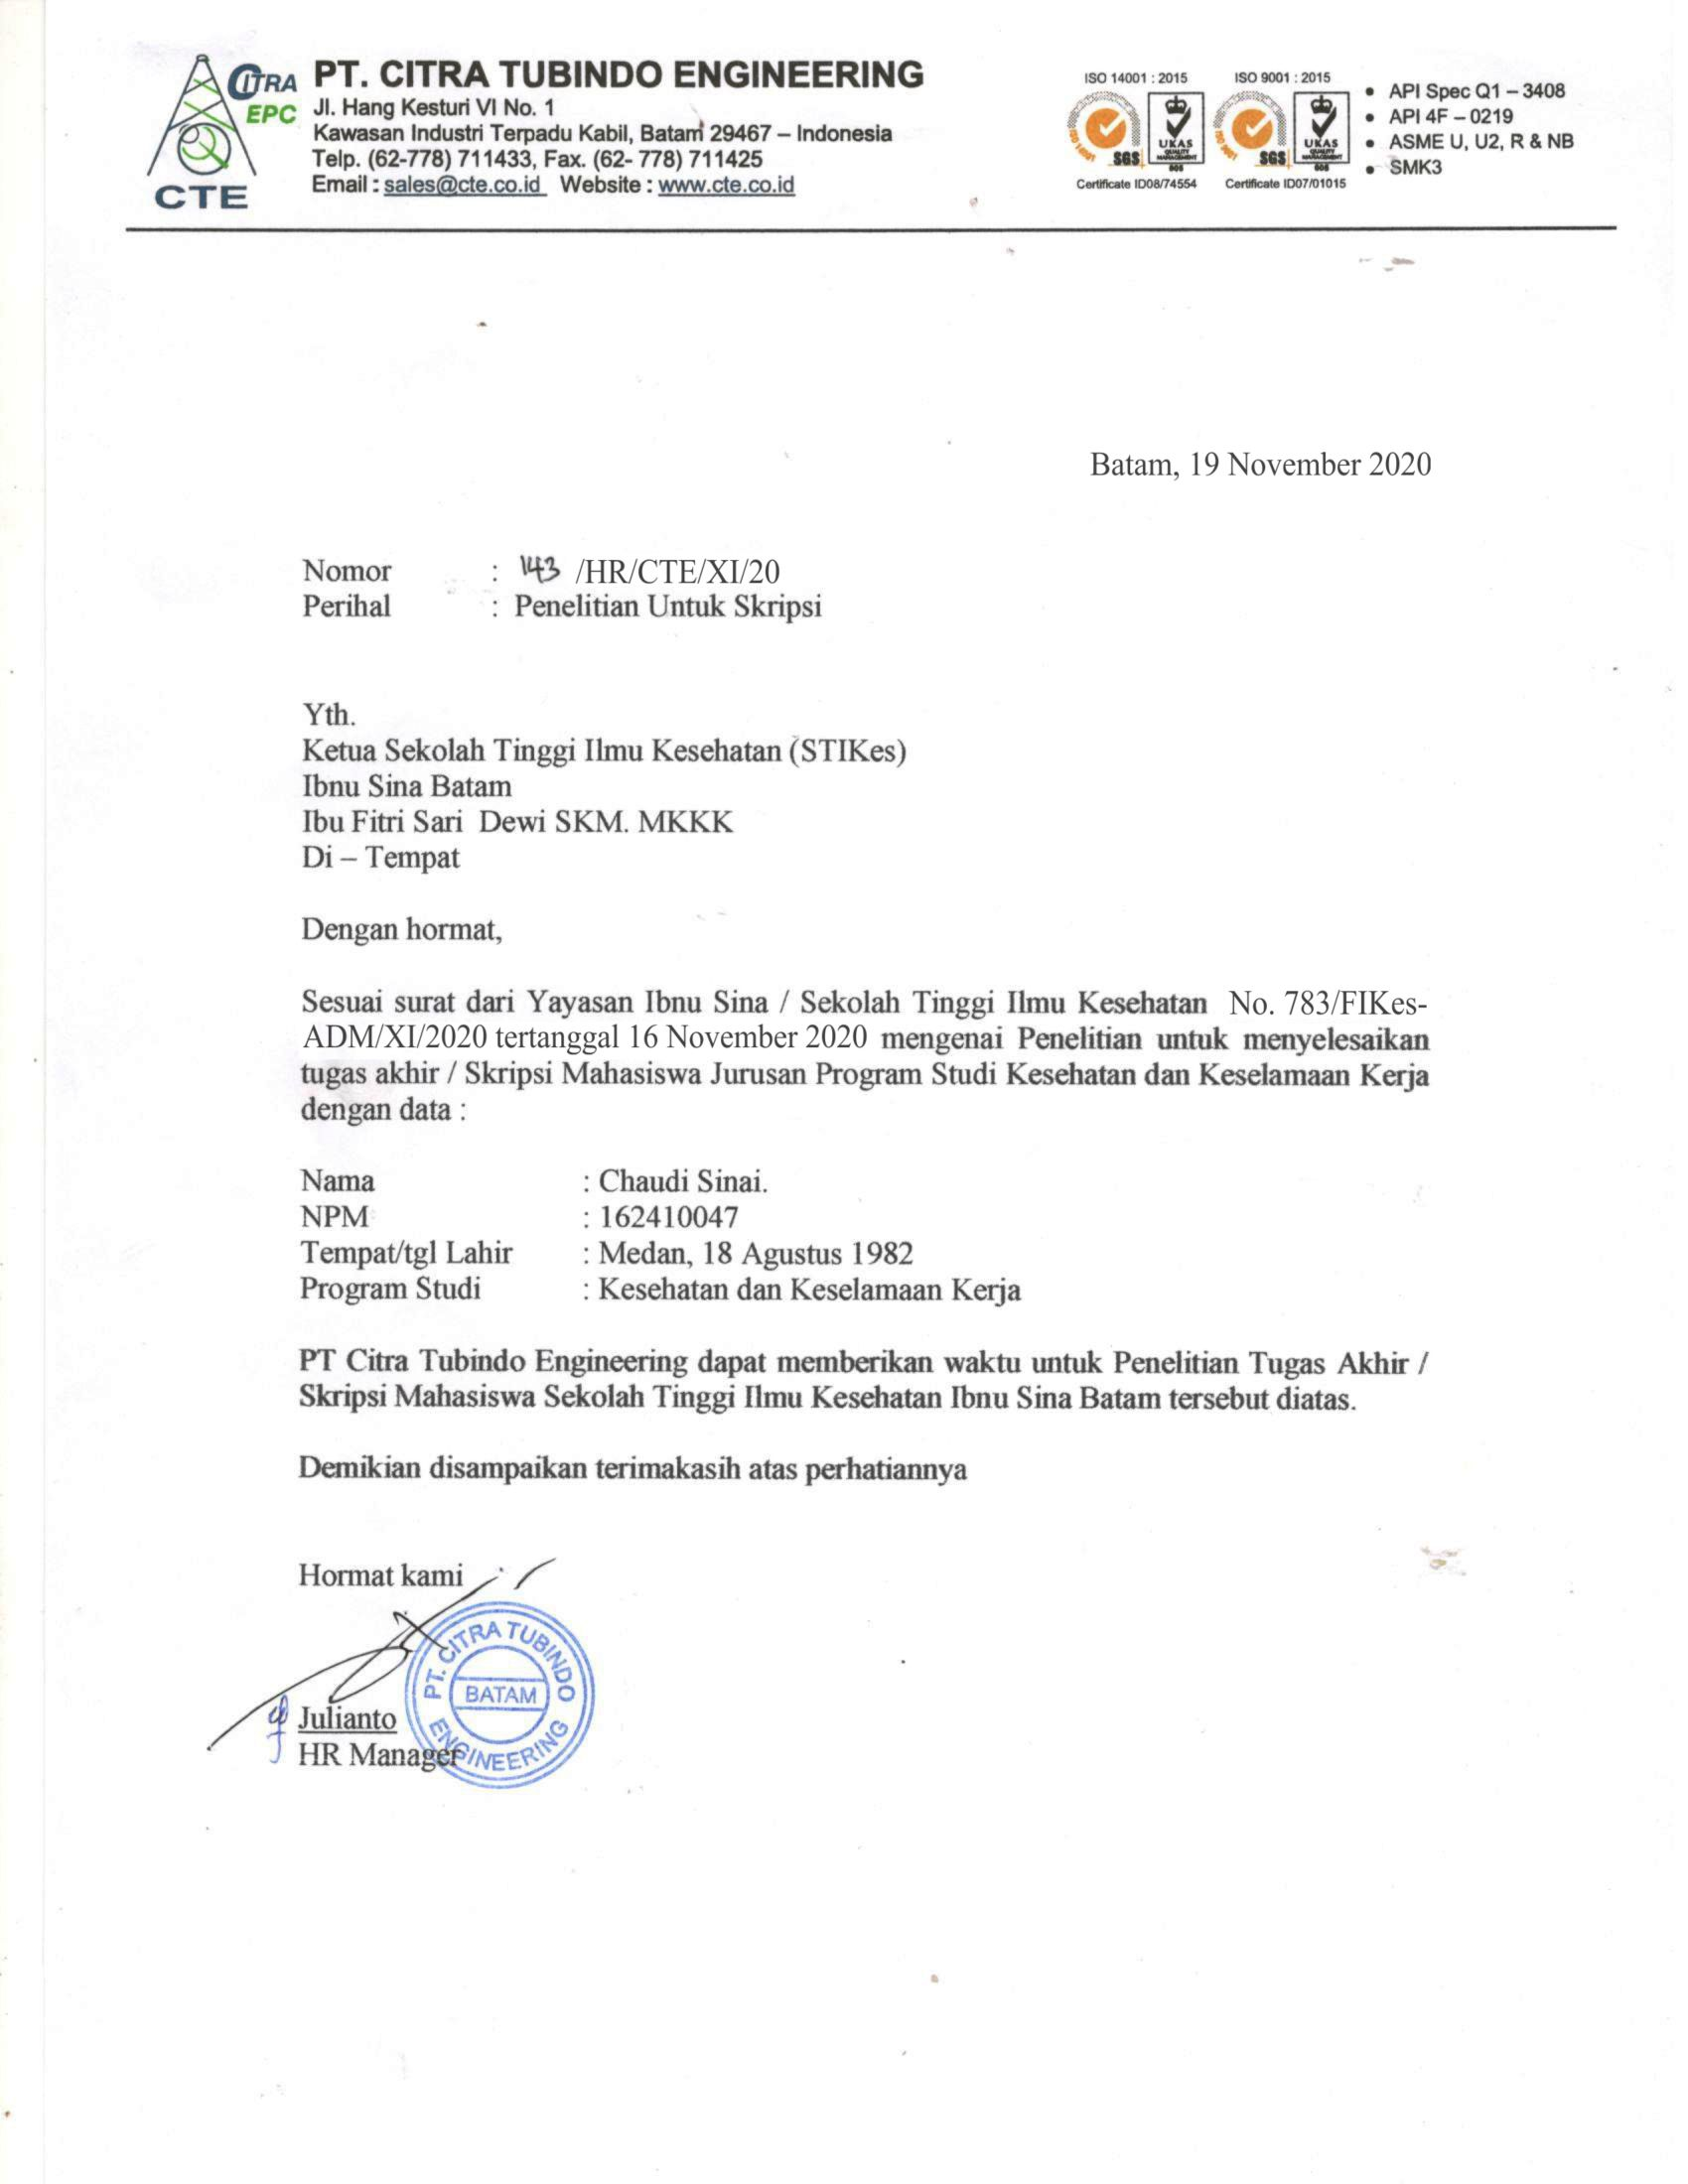 CITRA
EPC
CTE
PT. CITRA TUBINDO ENGINEERING
Jl. Hang Kesturi VI No. 1
Kawasan Industri Terpadu Kabil, Batam 29467 – Indonesia
Telp. (62-778) 711433, Fax. (62- 778) 711425
Email : sales@cte.co.id Website : www.cte.co.id
ISO 14001 : 2015 ISO 9001 : 2015
SGS UKAS SGS UKAS
Certificate ID08/74554 Certificate ID07/01015
• API Spec Q1 – 3408
• API 4F – 0219
• ASME U, U2, R & NB
• SMK3
Batam, 19 November 2020
Nomor : 143 /HR/CTE/XI/20
Perihal : Penelitian Untuk Skripsi
Yth.
Ketua Sekolah Tinggi Ilmu Kesehatan (STIKes)
Ibnu Sina Batam
Ibu Fitri Sari Dewi SKM. MKKK
Di – Tempat
Dengan hormat,
Sesuai surat dari Yayasan Ibnu Sina / Sekolah Tinggi Ilmu Kesehatan No. 783/FIKes-
ADM/XI/2020 tertanggal 16 November 2020 mengenai Penelitian untuk menyelesaikan
tugas akhir / Skripsi Mahasiswa Jurusan Program Studi Kesehatan dan Keselamaan Kerja
dengan data :
Nama : Chaudi Sinai.
NPM : 162410047
Tempat/tgl Lahir : Medan, 18 Agustus 1982
Program Studi : Kesehatan dan Keselamaan Kerja
PT Citra Tubindo Engineering dapat memberikan waktu untuk Penelitian Tugas Akhir /
Skripsi Mahasiswa Sekolah Tinggi Ilmu Kesehatan Ibnu Sina Batam tersebut diatas.
Demikian disampaikan terimakasih atas perhatiannya
Hormat kami
PT. CITRA TUBINDO
BATAM
ENGINEERING
Julianto
HR Manager